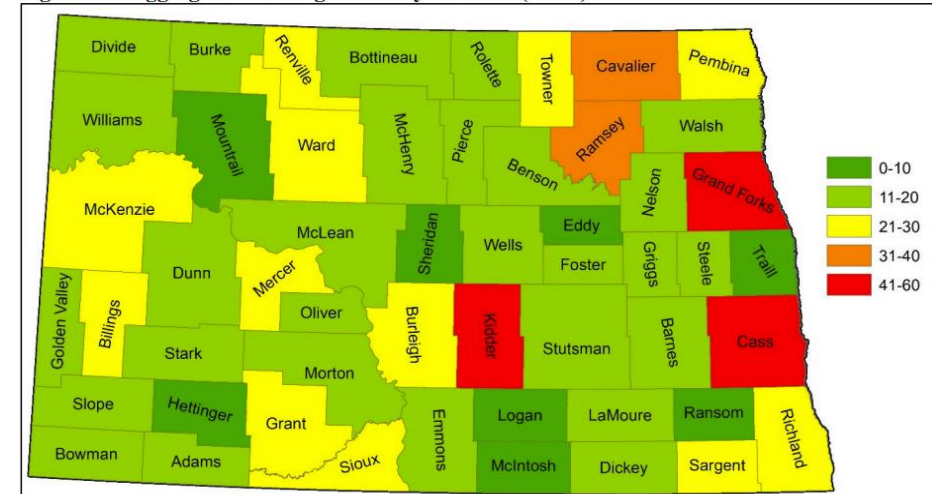 Divide
Burke
Renville
Bottineau
Rolette
Towner
Cavalier
Pembina
Williams
Mountrail
Ward
McHenry
Pierce
Benson
Ramsey
Walsh
Nelson
Grand Forks
McKenzie
McLean
Sheridan
Wells
Eddy
Foster
Griggs
Steele
Traill
Dunn
Mercer
Oliver
Golden Valley
Billings
Burleigh
Kidder
Stutsman
Barnes
Cass
Stark
Morton
Slope
Hettinger
Grant
Emmons
Logan
LaMoure
Ransom
Richland
Bowman
Adams
Sioux
McIntosh
Dickey
Sargent
0-10
11-20
21-30
31-40
41-60